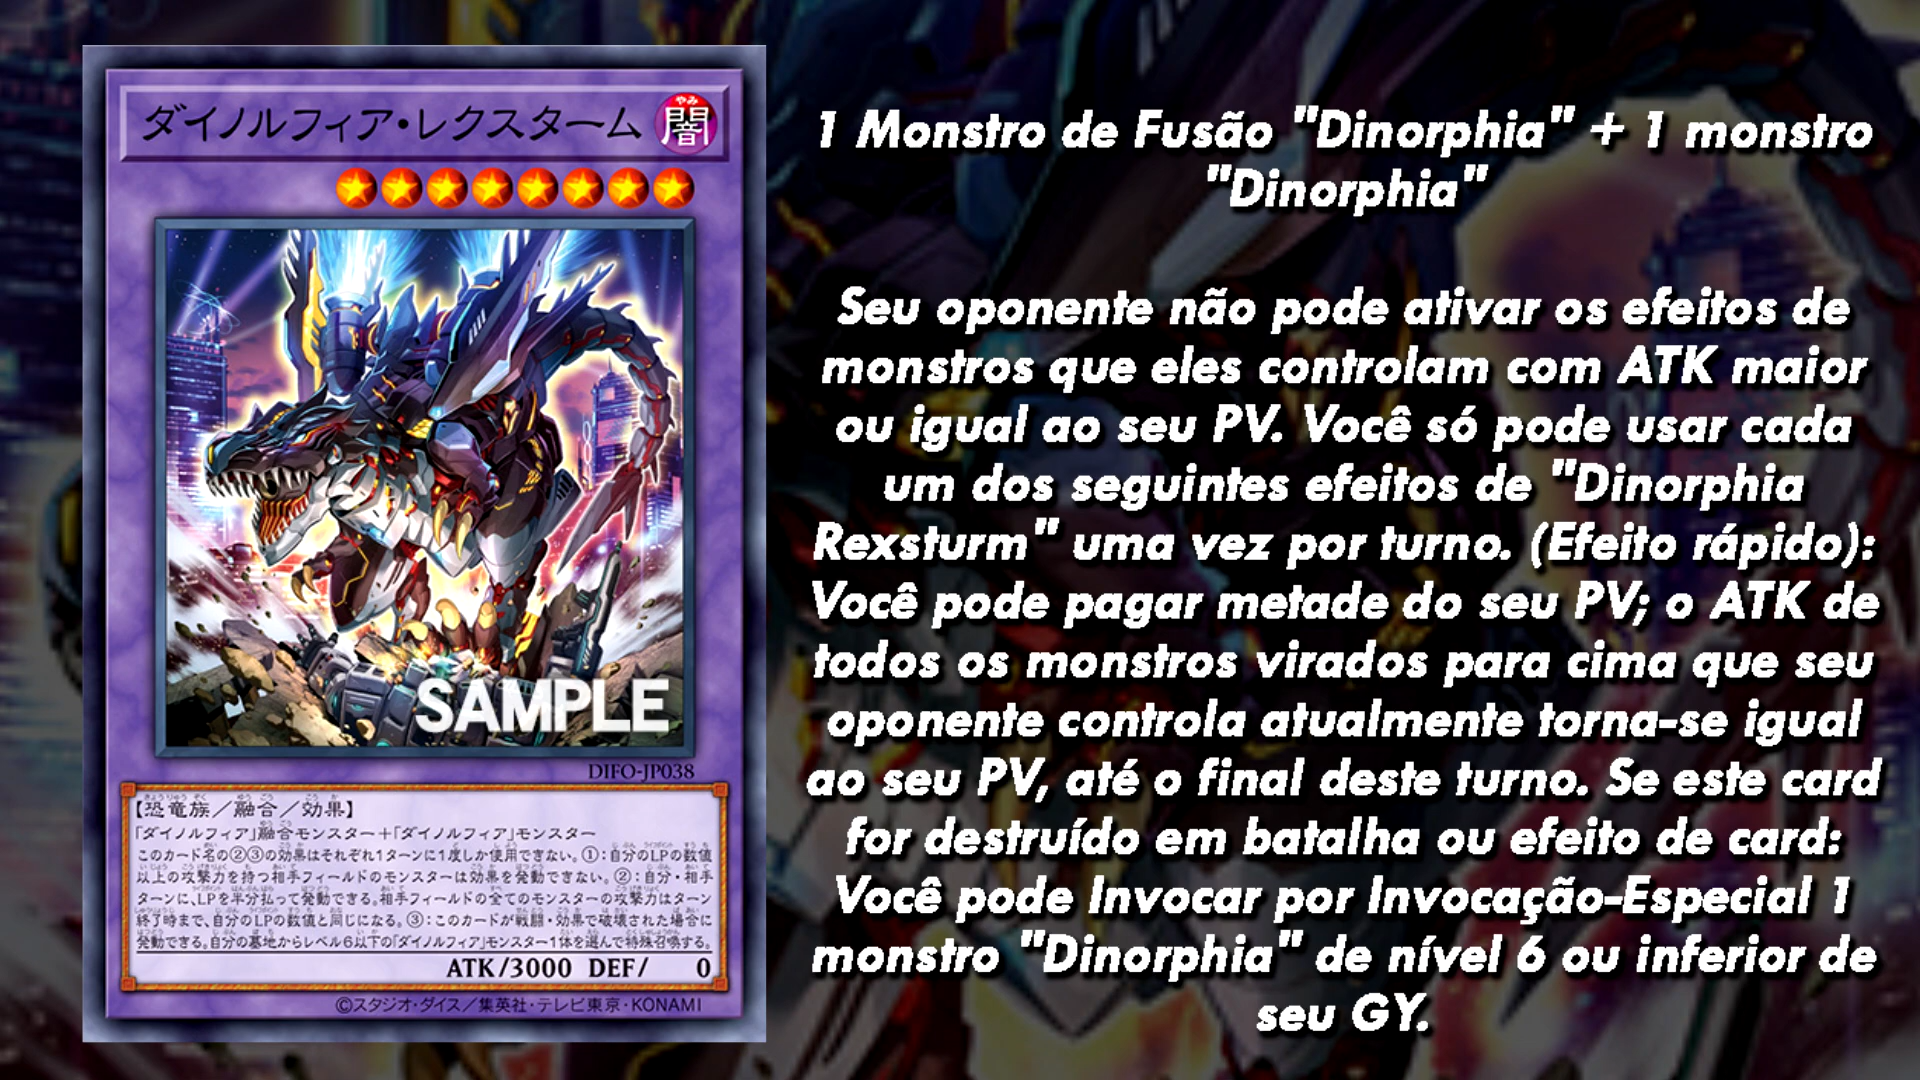 ダイノルフィア・レクスターム
やみ
闇
SAMPLE
DIFO-JP038
【恐竜族／融合／効果】
「ダイノルフィア」融合モンスター＋「ダイノルフィア」モンスター
このカード名の②③の効果はそれぞれ1ターンに1度しか使用できない。①：自分のLPの数値
以上の攻撃力を持つ相手フィールドのモンスターは効果を発動できない。②：自分・相手
ターンに、LPを半分払って発動できる。相手フィールドの全てのモンスターの攻撃力はターン
終了時まで、自分のLPの数値と同じになる。③：このカードが戦闘・効果で破壊された場合に
発動できる。自分の墓地からレベル6以下の「ダイノルフィア」モンスター1体を選んで特殊召喚する。
ATK/3000 DEF/ 0
©スタジオ・ダイス／集英社・テレビ東京・KONAMI
1 Monstro de Fusão "Dinorphia" + 1 monstro
"Dinorphia"
Seu oponente não pode ativar os efeitos de
monstros que eles controlam com ATK maior
ou igual ao seu PV. Você só pode usar cada
um dos seguintes efeitos de "Dinorphia
Rexsturm" uma vez por turno. (Efeito rápido):
Você pode pagar metade do seu PV; o ATK de
todos os monstros virados para cima que seu
oponente controla atualmente torna-se igual
ao seu PV, até o final deste turno. Se este card
for destruído em batalha ou efeito de card:
Você pode Invocar por Invocação-Especial 1
monstro "Dinorphia" de nível 6 ou inferior de
seu GY.